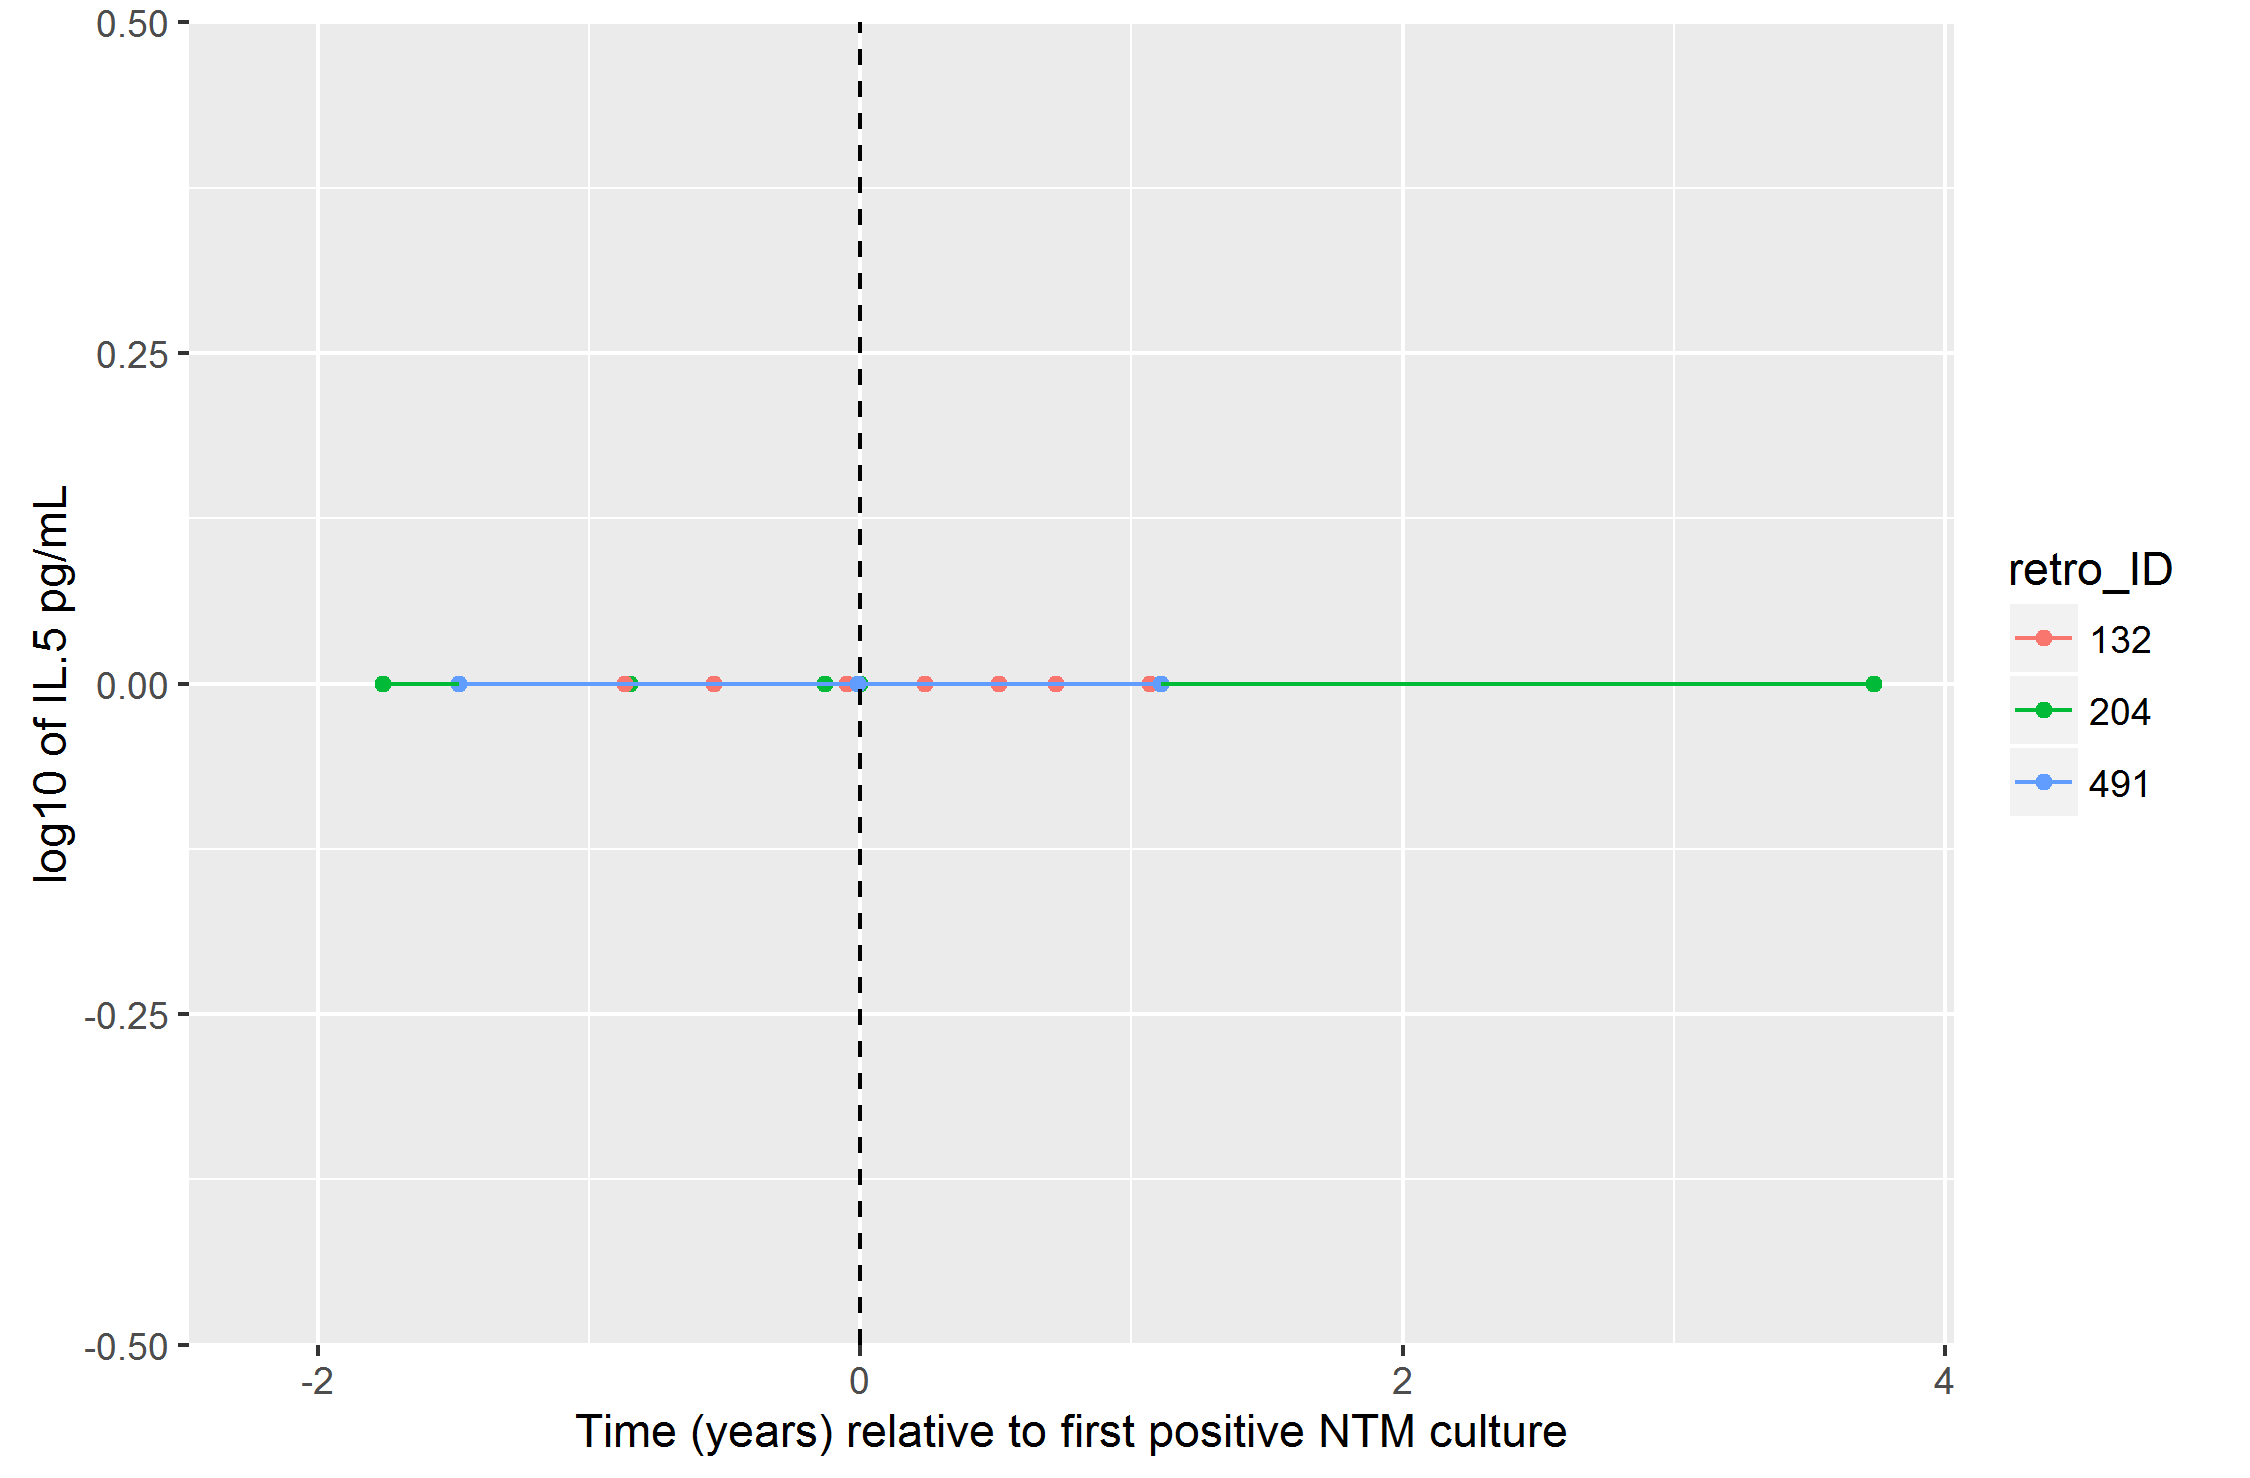 0.50
0.25
0.00
-0.25
-0.50
log10 of IL.5 pg/mL
-2 0 2 4
Time (years) relative to first positive NTM culture
retro_ID
132
204
491